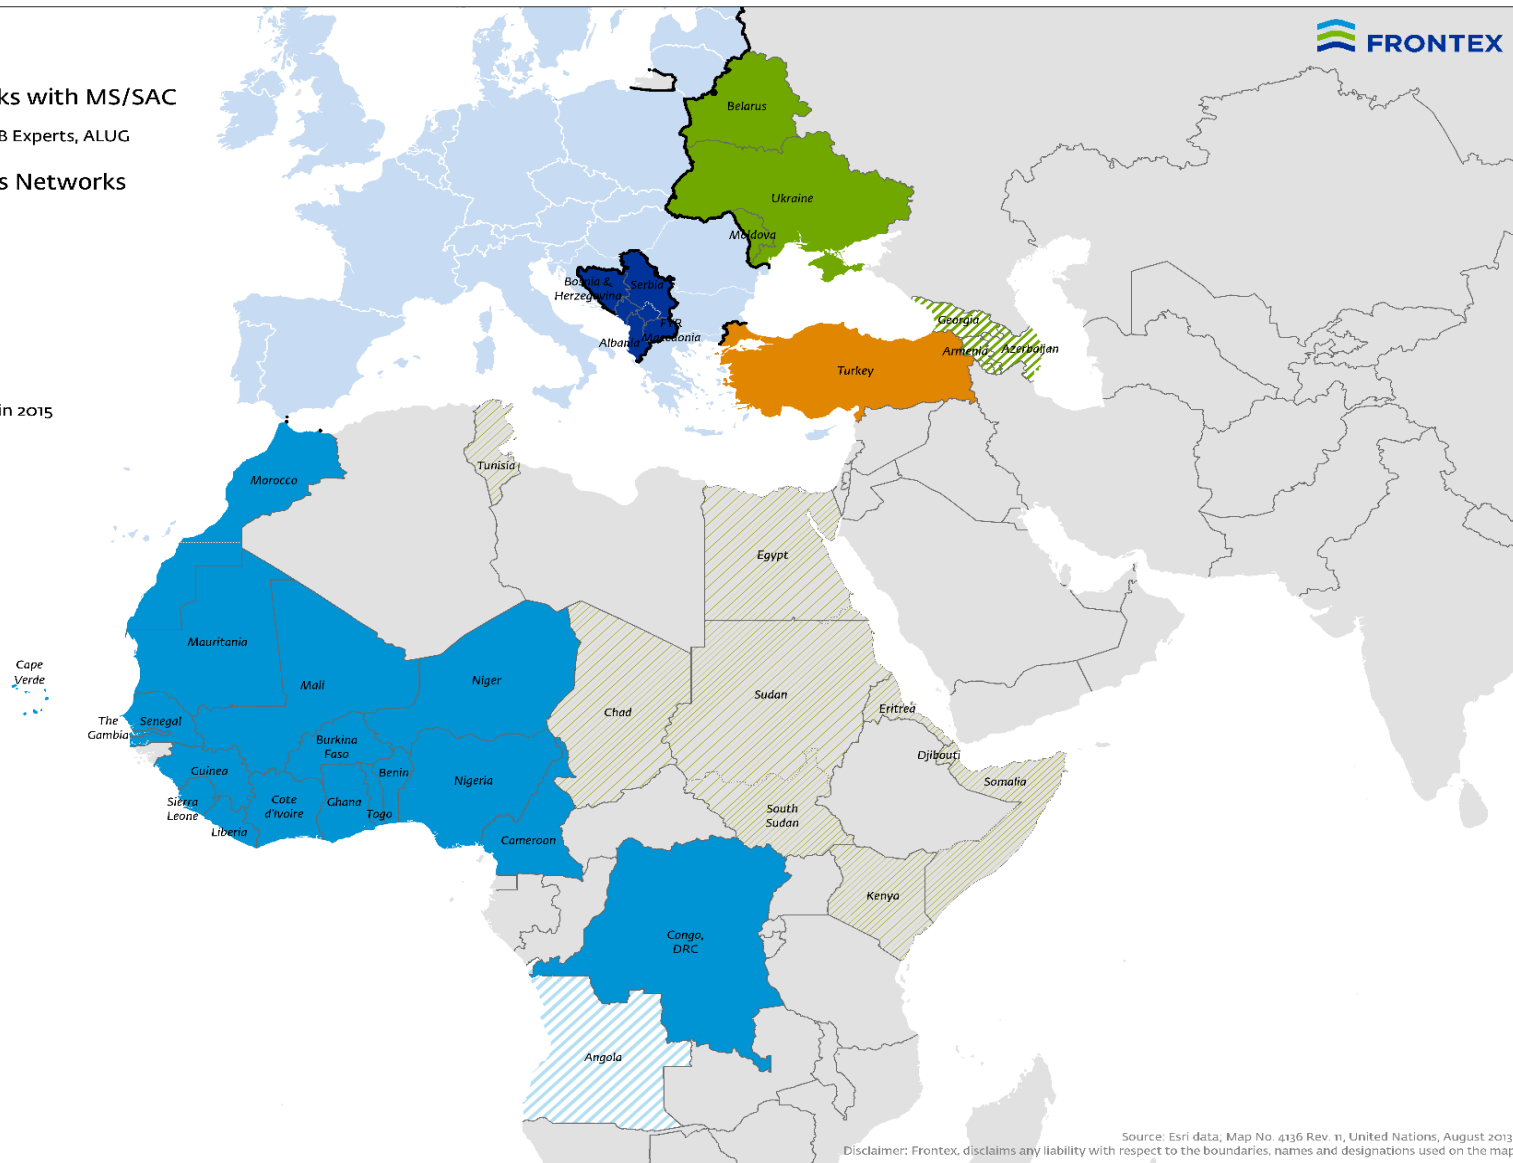 FRONTEX
ks with MS/SAC
B Experts, ALUG
s Networks
in 2015
Belarus
Ukraine
Moldova
Bosnia &
Herzegovina
Serbia
FYR
Macedonia
Albania
Georgia
Armenia
Azerbaijan
Turkey
Tunisia
Morocco
Egypt
Mauritania
Mali
Niger
Chad
Sudan
Eritrea
Cape
Verde
The
Gambia
Senegal
Burkina
Faso
Djibouti
Guinea
Benin
Nigeria
Somalia
Sierra
Leone
Cote
d'Ivoire
Ghana
Togo
South
Sudan
Liberia
Cameroon
Kenya
Congo,
DRC
Angola
Source: Esri data; Map No. 4136 Rev. 11, United Nations, August 2013
Disclaimer: Frontex, disclaims any liability with respect to the boundaries, names and designations used on the map